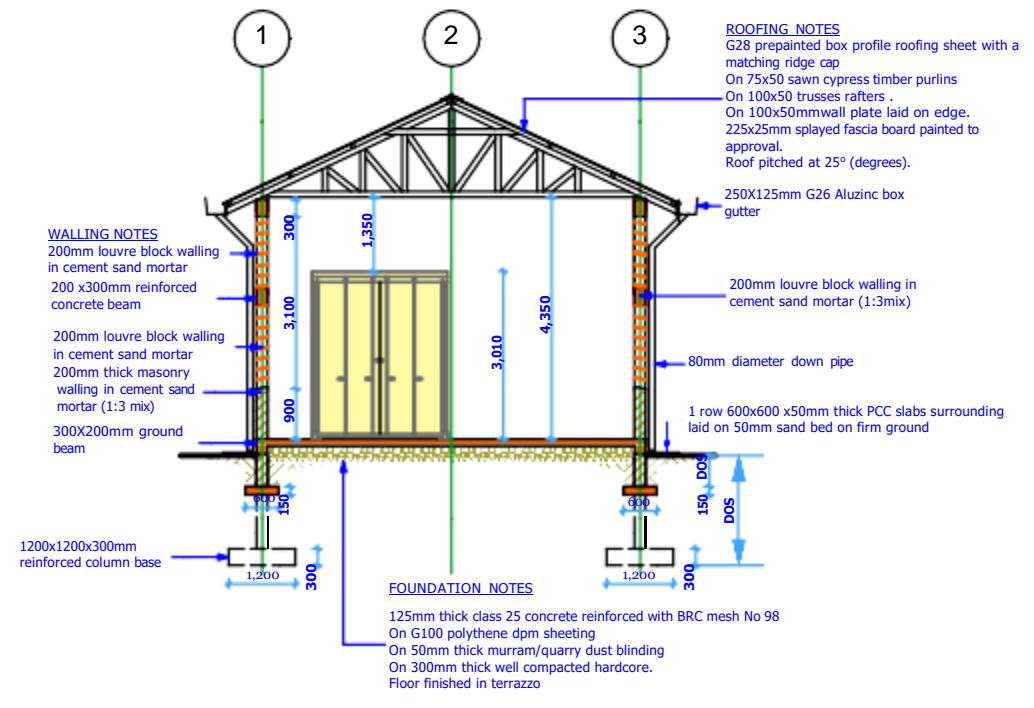 1
2
3
ROOFING NOTES
G28 prepainted box profile roofing sheet with a
matching ridge cap
On 75x50 sawn cypress timber purlins
On 100x50 trusses rafters .
On 100x50mmwall plate laid on edge.
225x25mm splayed fascia board painted to
approval.
Roof pitched at 25º (degrees).
250X125mm G26 Aluzinc box
gutter
WALLING NOTES
200mm louvre block walling
in cement sand mortar
200 x300mm reinforced
concrete beam
200mm louvre block walling
in cement sand mortar
200mm thick masonry
walling in cement sand
mortar (1:3 mix)
300X200mm ground
beam
300
3,100
900
1,350
3,010
4,350
200mm louvre block walling in
cement sand mortar (1:3mix)
80mm diameter down pipe
1 row 600x600 x50mm thick PCC slabs surrounding
laid on 50mm sand bed on firm ground
600
150
600
DOS
150
DOS
1200x1200x300mm
reinforced column base
1,200
300
1,200
300
FOUNDATION NOTES
125mm thick class 25 concrete reinforced with BRC mesh No 98
On G100 polythene dpm sheeting
On 50mm thick murram/quarry dust blinding
On 300mm thick well compacted hardcore.
Floor finished in terrazzo